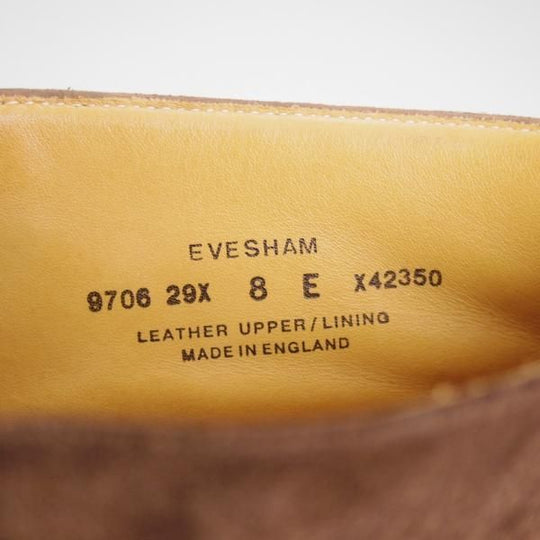 EVESHAM
9706 29X 8 E X42350
LEATHER UPPER/LINING
MADE IN ENGLAND